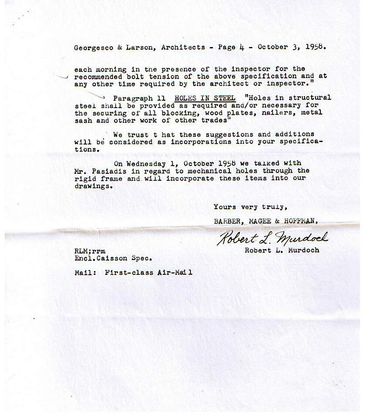 Georgesco & Larson, Architects - Page 4 - October 3, 1958.
each morning in the presence of the inspector for the
recommended bolt tension of the above specification and at
any other time required by the architect or inspector."
Paragraph 11 HOLES IN STEEL "Holes in structural
steel shall be provided as required and/or necessary for
the securing of all blocking, wood plates, nailers, metal
sash and other work of other trades"
We trust t hat these suggestions and additions
will be considered as incorporations into your specifica-
tions.
On Wednesday 1, October 1958 we talked with
Mr. Pasiadis in regard to mechanical holes through the
rigid frame and will incorporate these items into our
drawings.
Yours very truly,
BARBER, MAGEE & HOFFMAN.
Robert L. Murdoch
Robert L. Murdoch
RLM;rrm
Encl.Caisson Spec.
Mail: First-class Air-Mail